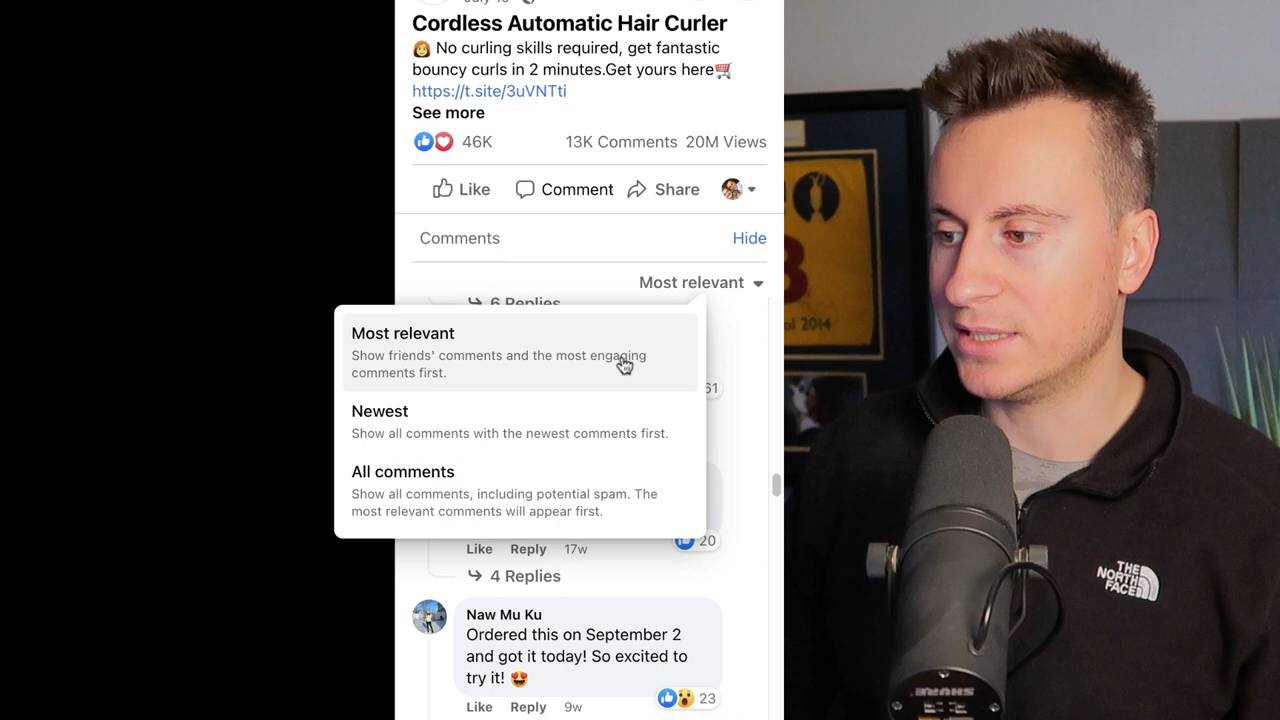 Cordless Automatic Hair Curler
👩 No curling skills required, get fantastic
bouncy curls in 2 minutes.Get yours here🛒
https://t.site/3uVNTti
See more
46K
13K Comments 20M Views
Like
Comment
Share
Comments
Hide
Most relevant
6 Replies
Most relevant
Show friends' comments and the most engaging
comments first.
61
Newest
Show all comments with the newest comments first.
All comments
Show all comments, including potential spam. The
most relevant comments will appear first.
20
Like Reply 17w
4 Replies
Naw Mu Ku
Ordered this on September 2
and got it today! So excited to
try it! 😍
23
Like Reply 9w
8
ol 2014
THE
NORTH
FACE
SHURE